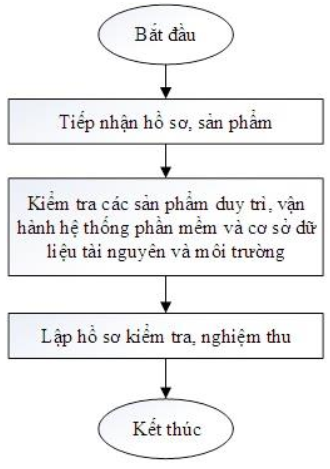 Bắt đầu
Tiếp nhận hồ sơ, sản phẩm
Kiểm tra các sản phẩm duy trì, vận
hành hệ thống phần mềm và cơ sở dữ
liệu tài nguyên và môi trường
Lập hồ sơ kiểm tra, nghiệm thu
Kết thúc